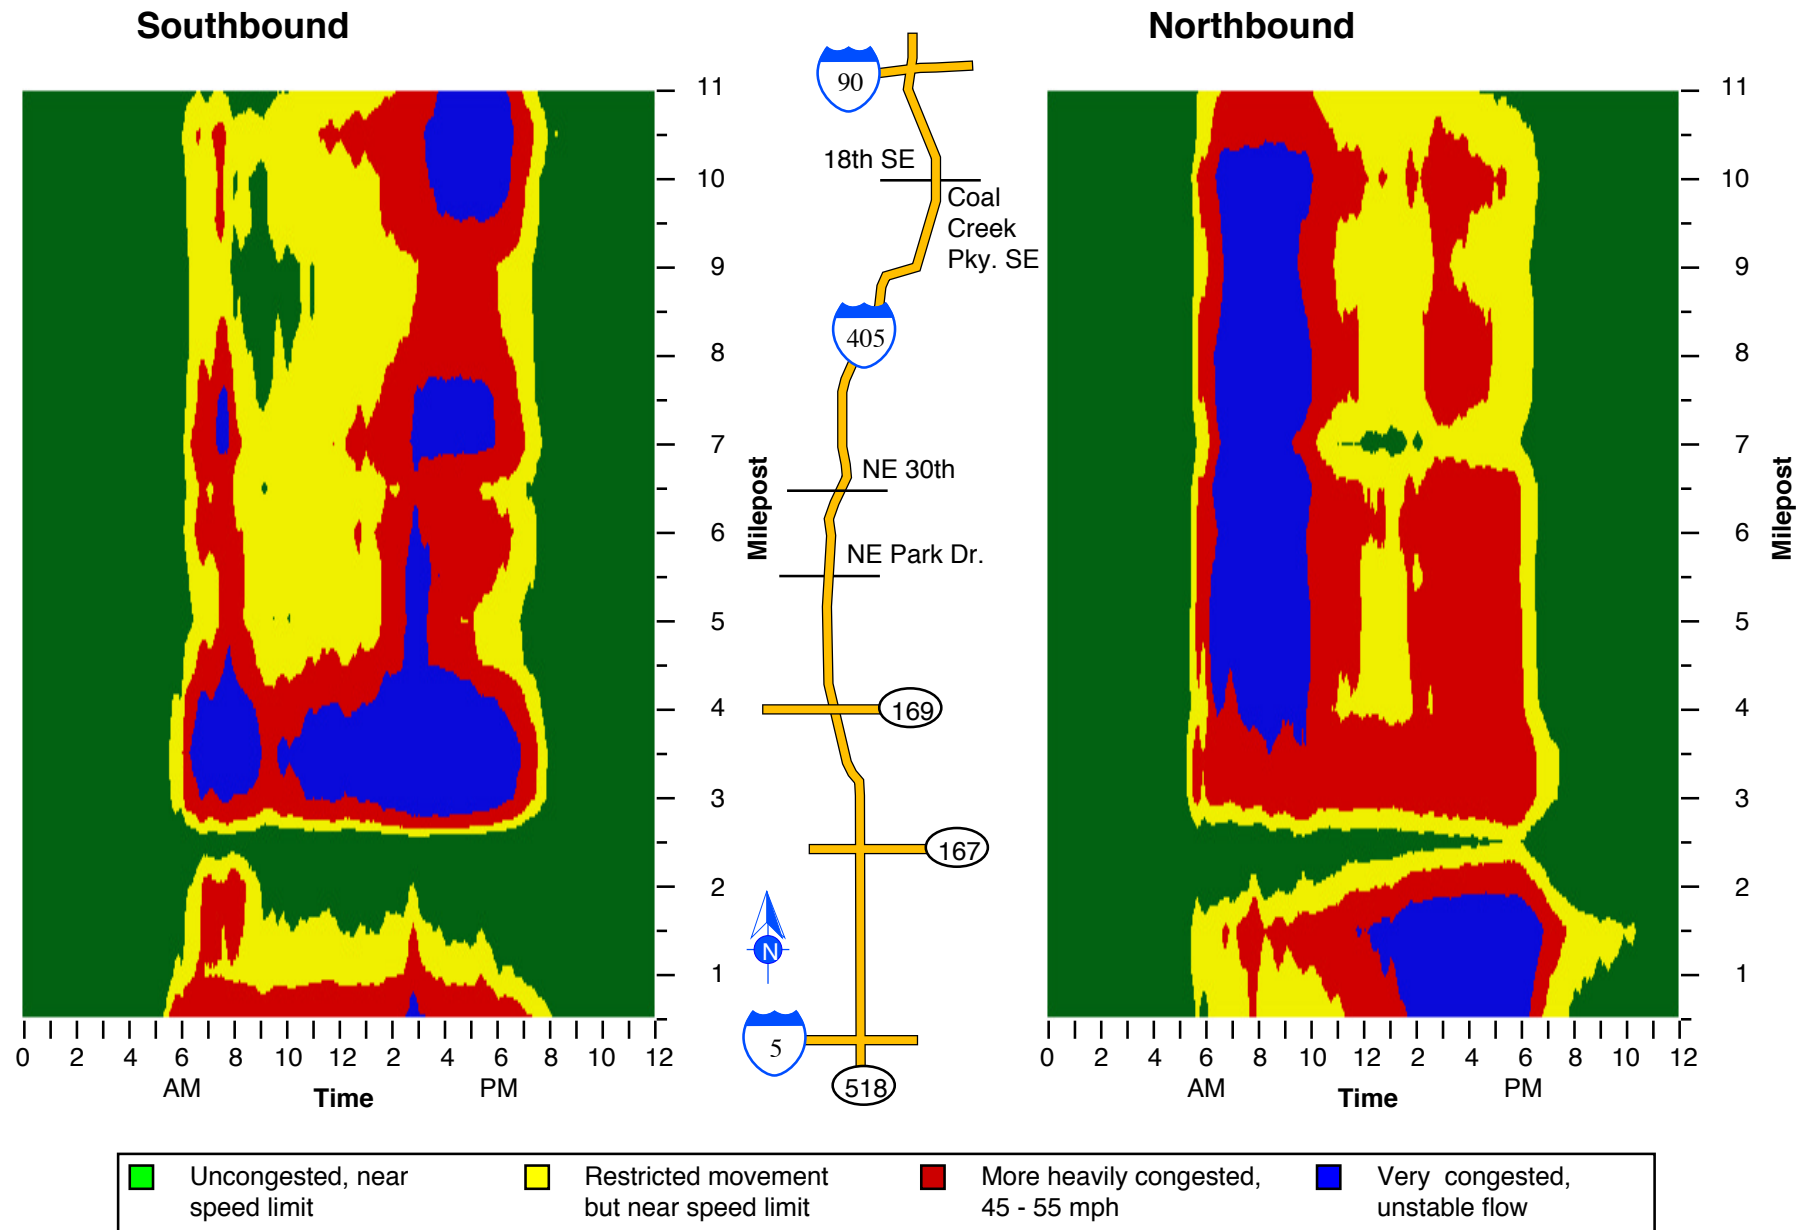 Southbound
Northbound
11
10
9
8
7
6
5
4
3
2
1
Milepost
0 2 4 6 8 10 12 2 4 6 8 10 12
AM PM
Time
90
18th SE
Coal
Creek
Pky. SE
405
NE 30th
NE Park Dr.
169
167
N
5
518
11
10
9
8
7
6
5
4
3
2
1
Milepost
0 2 4 6 8 10 12 2 4 6 8 10 12
AM PM
Time
Uncongested, near
speed limit
Restricted movement
but near speed limit
More heavily congested,
45 - 55 mph
Very congested,
unstable flow